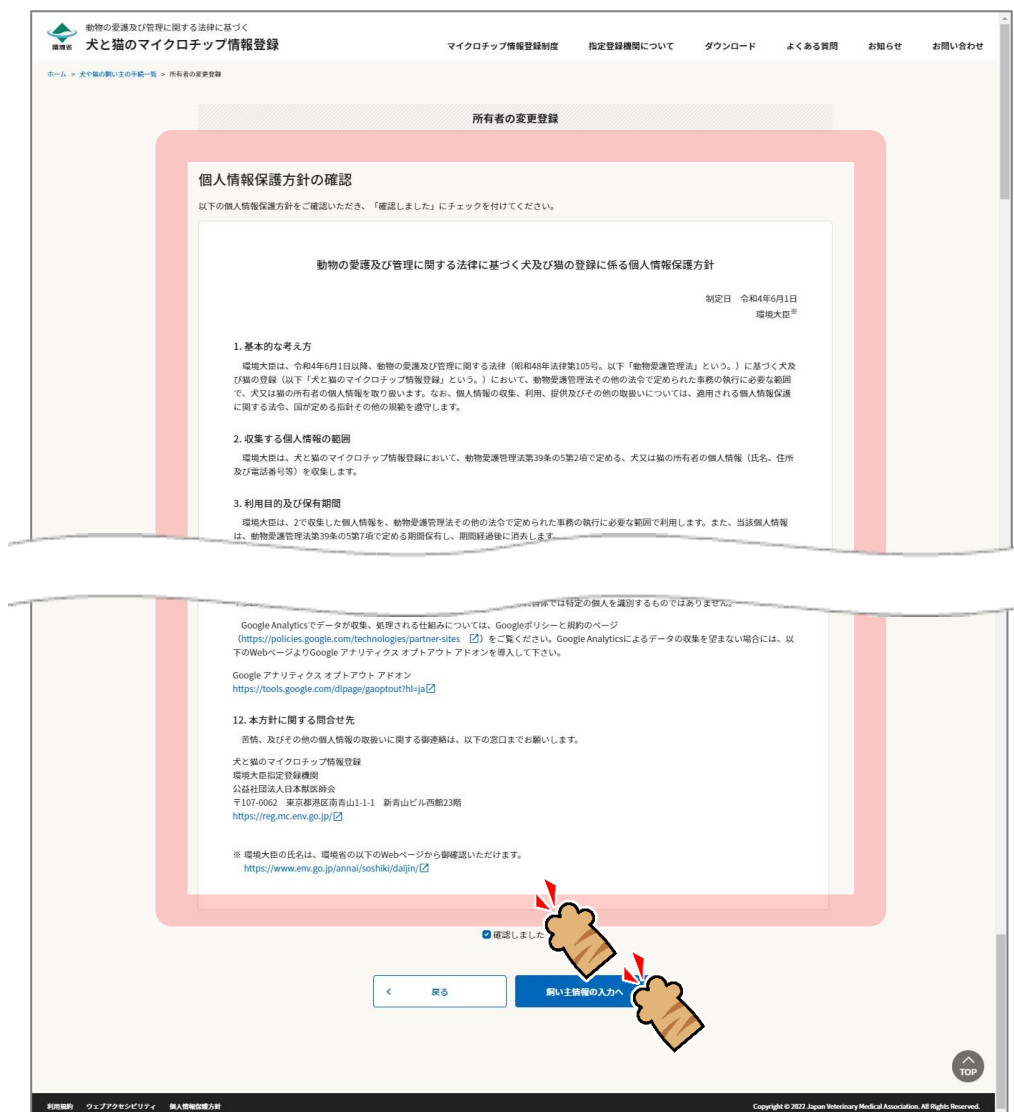 動物の愛護及び管理に関する法律に基づく
環境省 犬と猫のマイクロチップ情報登録
マイクロチップ情報登録制度 指定登録機関について ダウンロード よくある質問 お知らせ お問い合わせ
ホーム > 犬や猫の飼い主の手続一覧 > 所有者の変更登録
所有者の変更登録
個人情報保護方針の確認
以下の個人情報保護方針をご確認いただき、「確認しました」にチェックを付けてください。
動物の愛護及び管理に関する法律に基づく犬及び猫の登録に係る個人情報保護方針
制定日 令和4年6月1日
環境大臣※
1. 基本的な考え方
環境大臣は、令和4年6月1日以降、動物の愛護及び管理に関する法律（昭和48年法律第105号。以下「動物愛護管理法」という。）に基づく犬及
び猫の登録（以下「犬と猫のマイクロチップ情報登録」という。）において、動物愛護管理法その他の法令で定められた事務の執行に必要な範囲
で、犬又は猫の所有者の個人情報を取り扱います。なお、個人情報の収集、利用、提供及びその他の取扱いについては、適用される個人情報保護
に関する法令、国が定める指針その他の規範を遵守します。
2. 収集する個人情報の範囲
環境大臣は、犬と猫のマイクロチップ情報登録において、動物愛護管理法第39条の5第2項で定める、犬又は猫の所有者の個人情報（氏名、住所
及び電話番号等）を収集します。
3. 利用目的及び保有期間
環境大臣は、2で収集した個人情報を、動物愛護管理法その他の法令で定められた事務の執行に必要な範囲で利用します。また、当該個人情報
は、動物愛護管理法第39条の5第7項で定める期間保有し、期間経過後に消去します。
では特定の個人を識別するものではありません。
Google Analyticsでデータが収集、処理される仕組みについては、Googleポリシーと規約のページ
（https://policies.google.com/technologies/partner-sites ）をご覧ください。Google Analyticsによるデータの収集を望まない場合には、以
下のWebページよりGoogle アナリティクス オプトアウト アドオンを導入して下さい。
Google アナリティクス オプトアウト アドオン
https://tools.google.com/dlpage/gaoptout?hl=ja
12. 本方針に関する問合せ先
苦情、及びその他の個人情報の取扱いに関する御連絡は、以下の窓口までお願いします。
犬と猫のマイクロチップ情報登録
環境大臣指定登録機関
公益社団法人日本獣医師会
〒107-0062 東京都港区南青山1-1-1 新青山ビル西館23階
https://reg.mc.env.go.jp/
※ 環境大臣の氏名は、環境省の以下のWebページから御確認いただけます。
https://www.env.go.jp/annai/soshiki/daijin/
確認しました
< 戻る 飼い主情報の入力へ
TOP
利用規約 ウェブアクセシビリティ 個人情報保護方針 Copyright © 2022 Japan Veterinary Medical Association. All Rights Reserved.